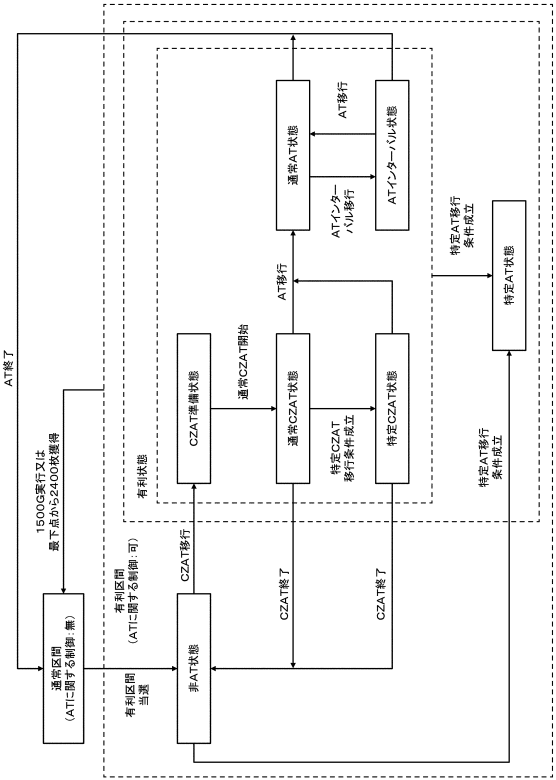 通常区間
(ATに関する制御:無)
1500G実行又は
最下点から2400枚獲得
AT終了
有利区間
当選
有利区間
(ATに関する制御:可)
非AT状態
CZAT移行
CZAT終了
CZAT終了
有利状態
CZAT準備状態
通常CZAT開始
通常CZAT状態
特定CZAT
移行条件成立
特定CZAT状態
AT移行
通常AT状態
AT移行
ATインター
バル移行
ATインターバル状態
特定AT移行
条件成立
特定AT状態
特定AT移行
条件成立